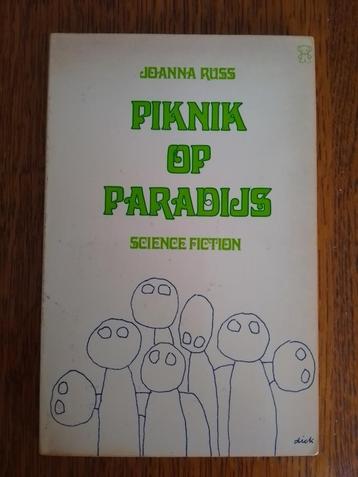 JOANNA RUSS
PIKNIK
OP
PARADIJS
SCIENCE FICTION
dick